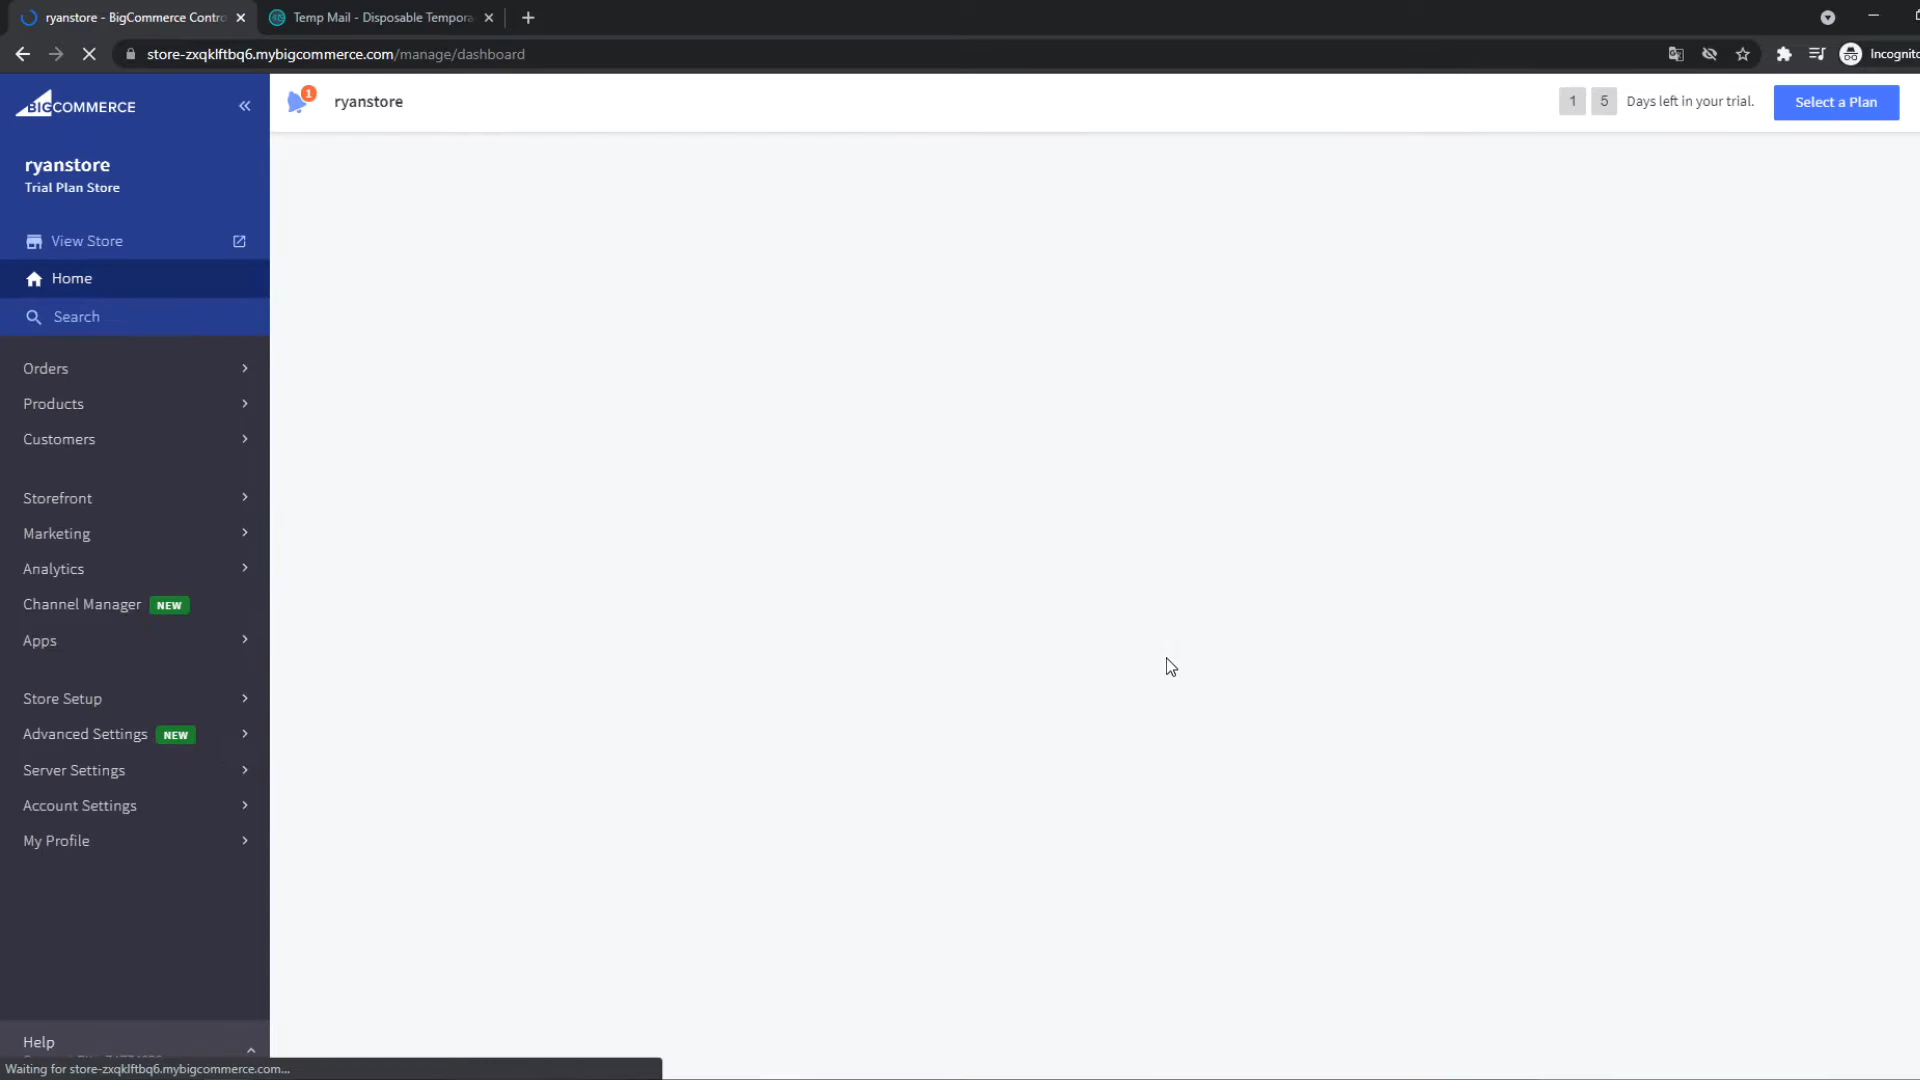 ryanstore - BigCommerce Contro
Temp Mail - Disposable Tempora
store-zxqklftbq6.mybigcommerce.com/manage/dashboard
Incognito
BIGCOMMERCE
1
ryanstore
1 5 Days left in your trial.
Select a Plan
ryanstore
Trial Plan Store
View Store
Home
Search
Orders
Products
Customers
Storefront
Marketing
Analytics
Channel Manager NEW
Apps
Store Setup
Advanced Settings NEW
Server Settings
Account Settings
My Profile
Help
Waiting for store-zxqklftbq6.mybigcommerce.com...